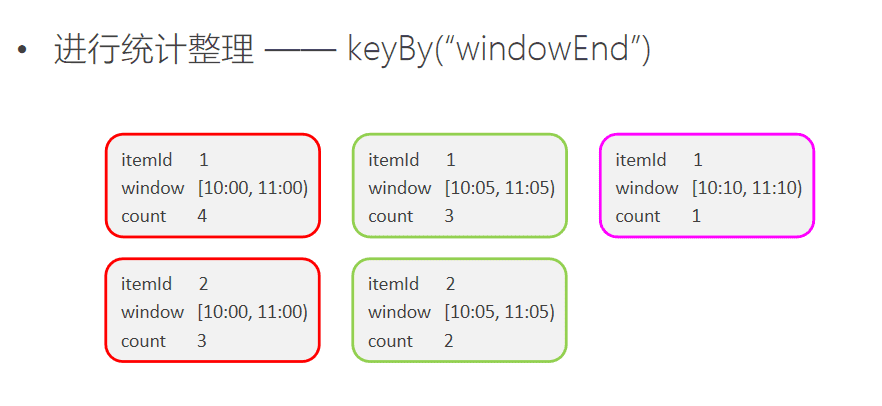 • 进行统计整理 —— keyBy(“windowEnd”)
itemId 1
window [10:00, 11:00)
count 4
itemId 1
window [10:05, 11:05)
count 3
itemId 1
window [10:10, 11:10)
count 1
itemId 2
window [10:00, 11:00)
count 3
itemId 2
window [10:05, 11:05)
count 2